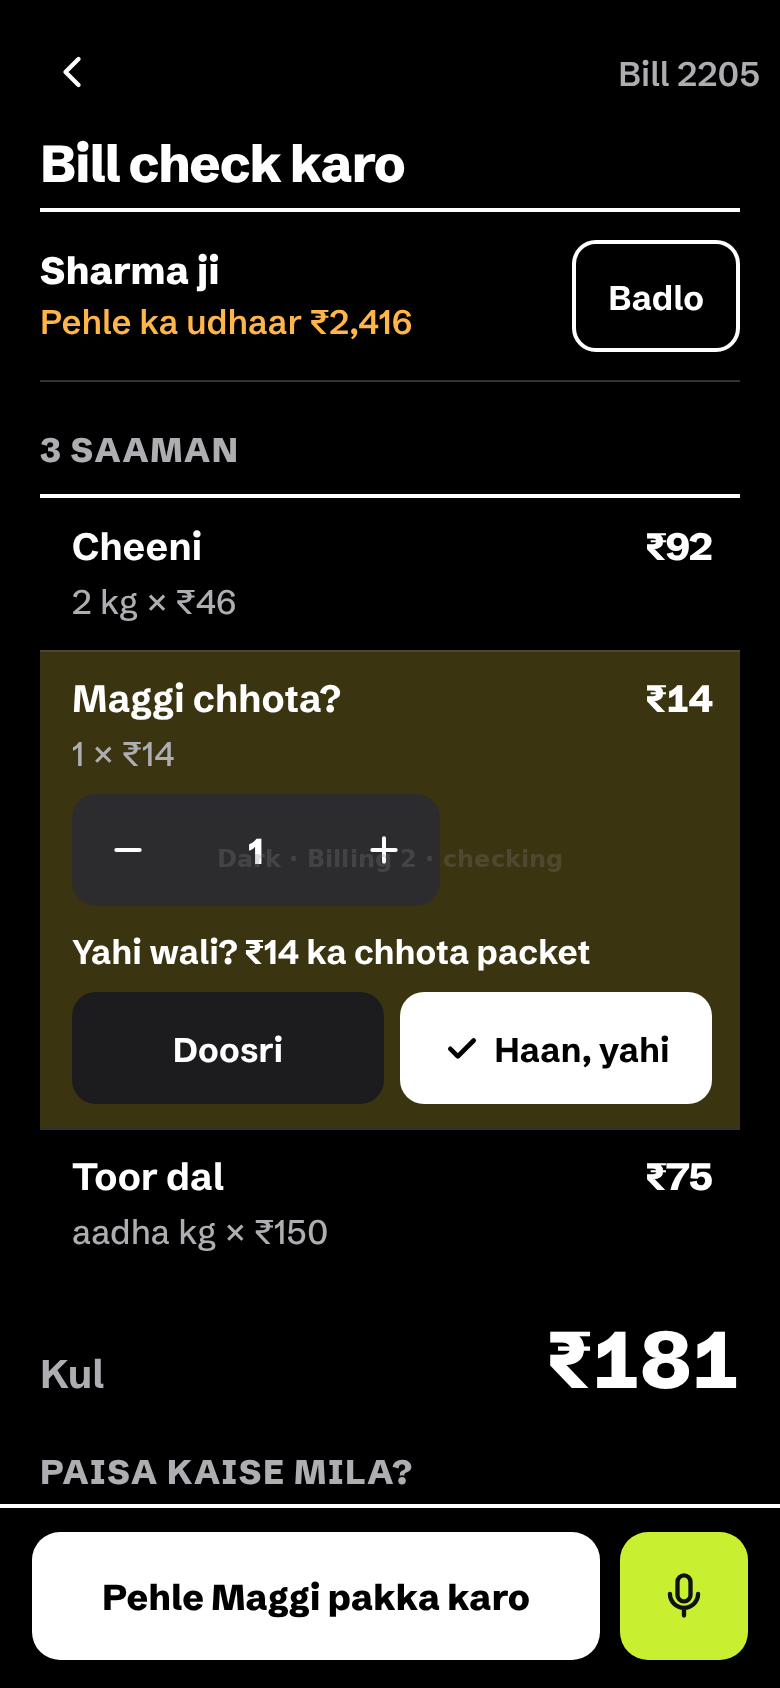 Bill 2205
Bill check karo
Sharma ji
Pehle ka udhaar ₹2,416
Badlo
3 SAAMAN
Cheeni
₹92
2 kg × ₹46
Maggi chhota?
₹14
1 × ₹14
1
Dark · Billing 2 · checking
Yahi wali? ₹14 ka chhota packet
Doosri
Haan, yahi
Toor dal
₹75
aadha kg × ₹150
Kul
₹181
PAISA KAISE MILA?
Pehle Maggi pakka karo